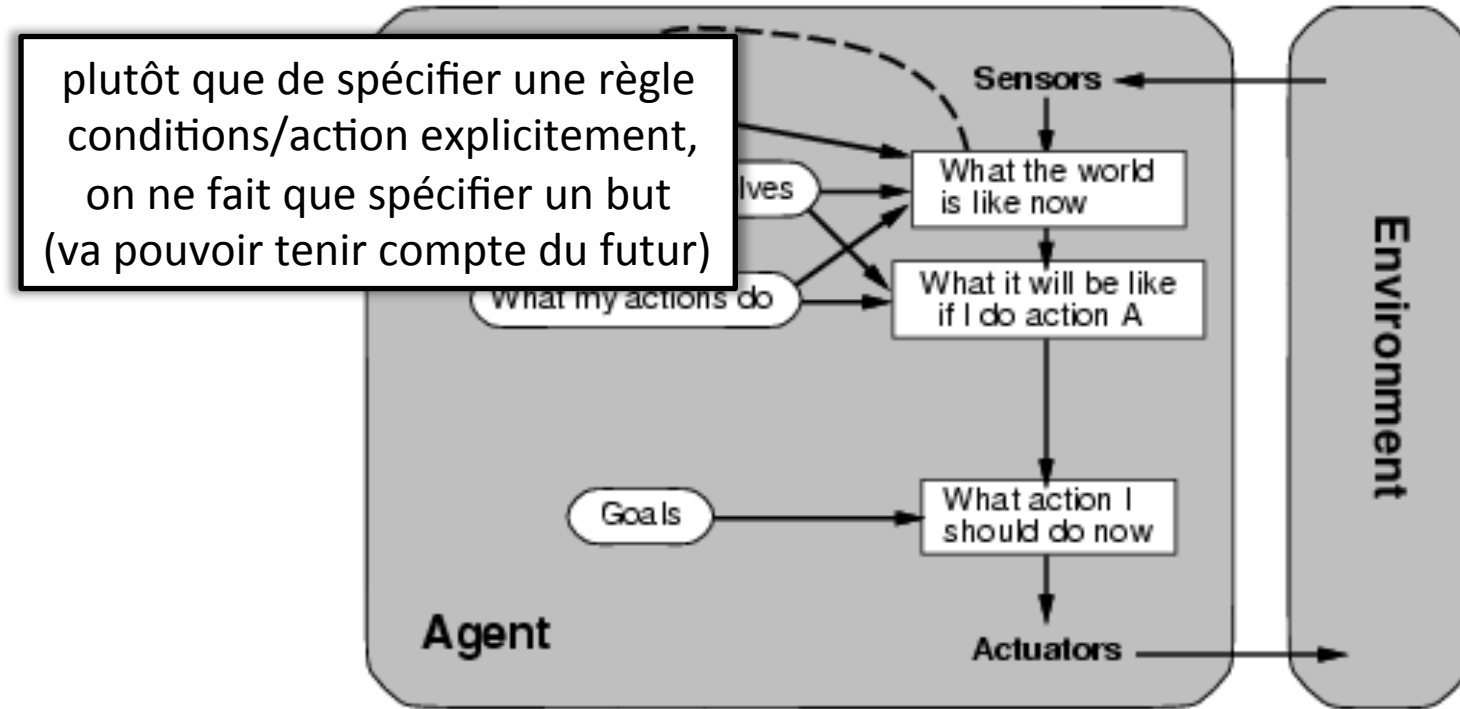 plutôt que de spécifier une règle
conditions/action explicitement,
on ne fait que spécifier un but
(va pouvoir tenir compte du futur)
Sensors
What the world
is like now
lves
What my actions do
What it will be like
if I do action A
Goals
What action I
should do now
Agent
Actuators
Environment